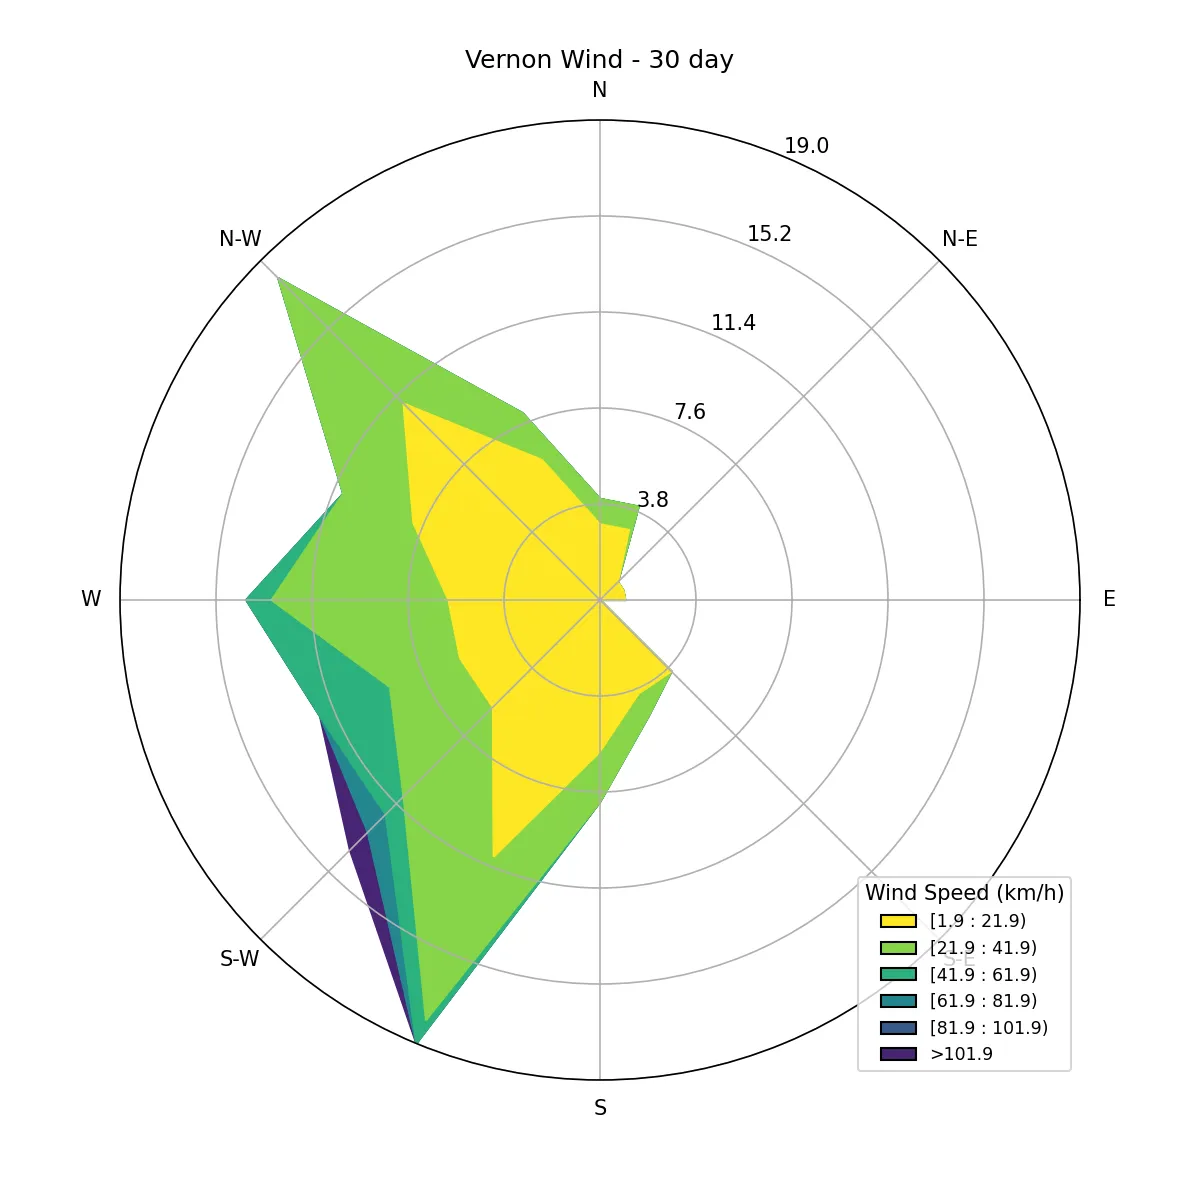 Vernon Wind - 30 day
N
19.0
15.2
N-W
N-E
11.4
7.6
3.8
W
E
Wind Speed (km/h)
[1.9 : 21.9)
[21.9 : 41.9)
S-W
S-E
[41.9 : 61.9)
[61.9 : 81.9)
[81.9 : 101.9)
>101.9
S